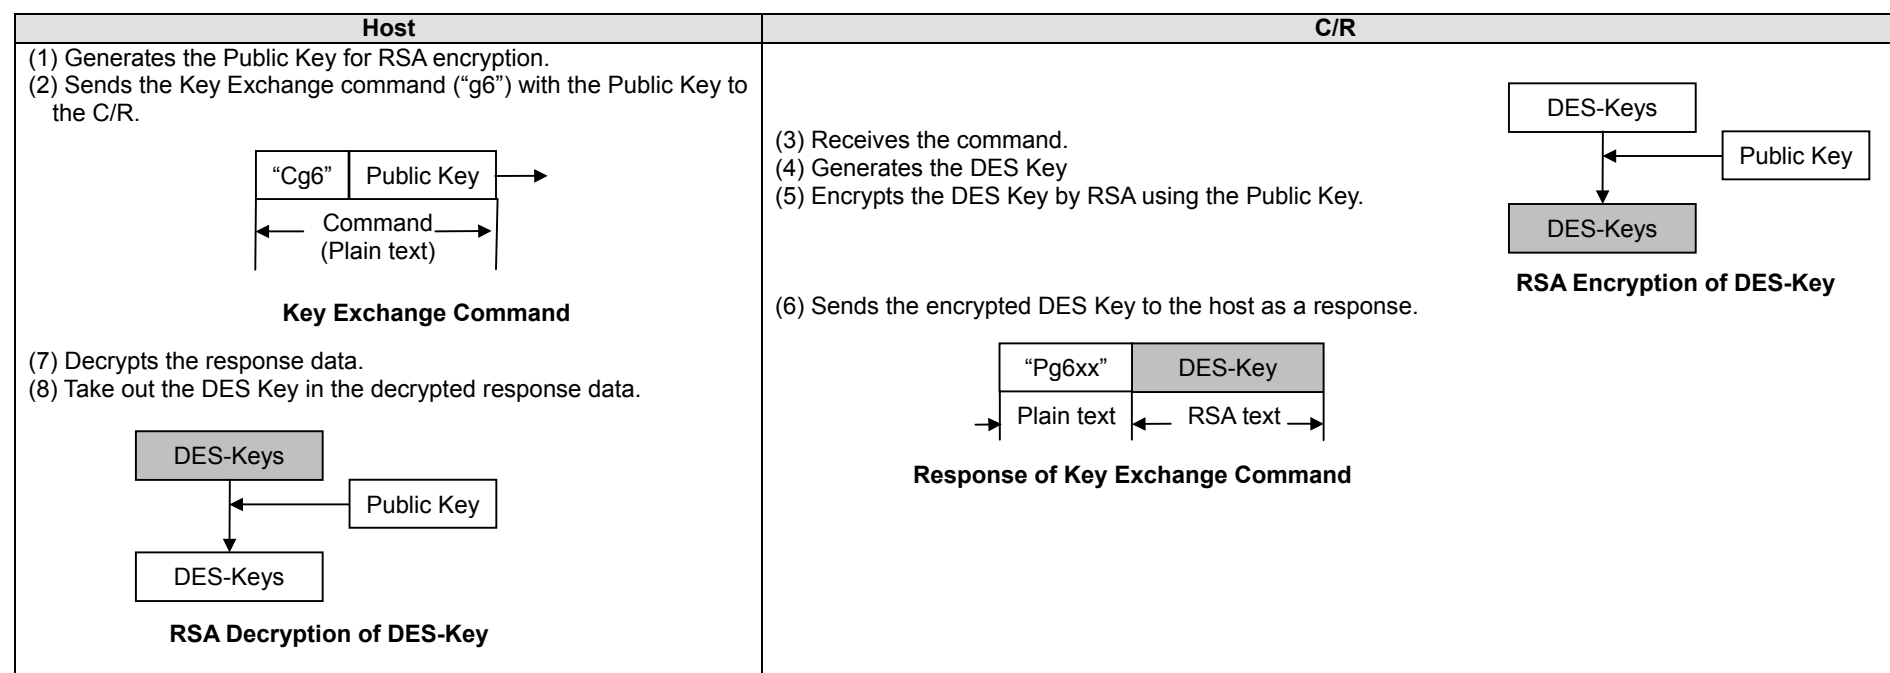 Host
(1) Generates the Public Key for RSA encryption.
(2) Sends the Key Exchange command (“g6”) with the Public Key to
the C/R.
“Cg6” Public Key
Command
(Plain text)
Key Exchange Command
(7) Decrypts the response data.
(8) Take out the DES Key in the decrypted response data.
DES-Keys
Public Key
DES-Keys
RSA Decryption of DES-Key
C/R
(3) Receives the command.
(4) Generates the DES Key
(5) Encrypts the DES Key by RSA using the Public Key.
DES-Keys
Public Key
DES-Keys
RSA Encryption of DES-Key
(6) Sends the encrypted DES Key to the host as a response.
“Pg6xx” DES-Key
Plain text RSA text
Response of Key Exchange Command